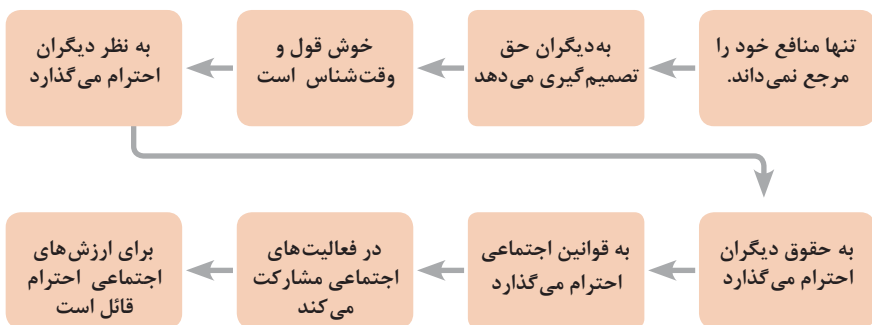 تنها منافع خود را
مرجع نمی‌داند.
به‌دیگران حق
تصمیم‌گیری می‌دهد
خوش قول و
وقت‌شناس است
به نظر دیگران
احترام می‌گذارد
به حقوق دیگران
احترام می‌گذارد
به قوانین اجتماعی
احترام می‌گذارد
در فعالیت‌های
اجتماعی مشارکت
می‌کند
برای ارزش‌های
اجتماعی احترام
قائل است